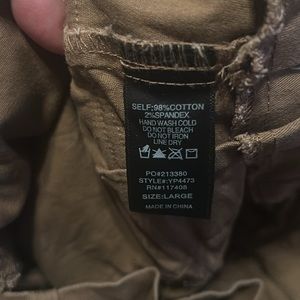 SELF:98%COTTON
2%SPANDEX
HAND WASH COLD
DO NOT BLEACH
DO NOT IRON
LINE DRY
PO#213380
STYLE#:YP4473
RN#117408
SIZE:LARGE
MADE IN CHINA